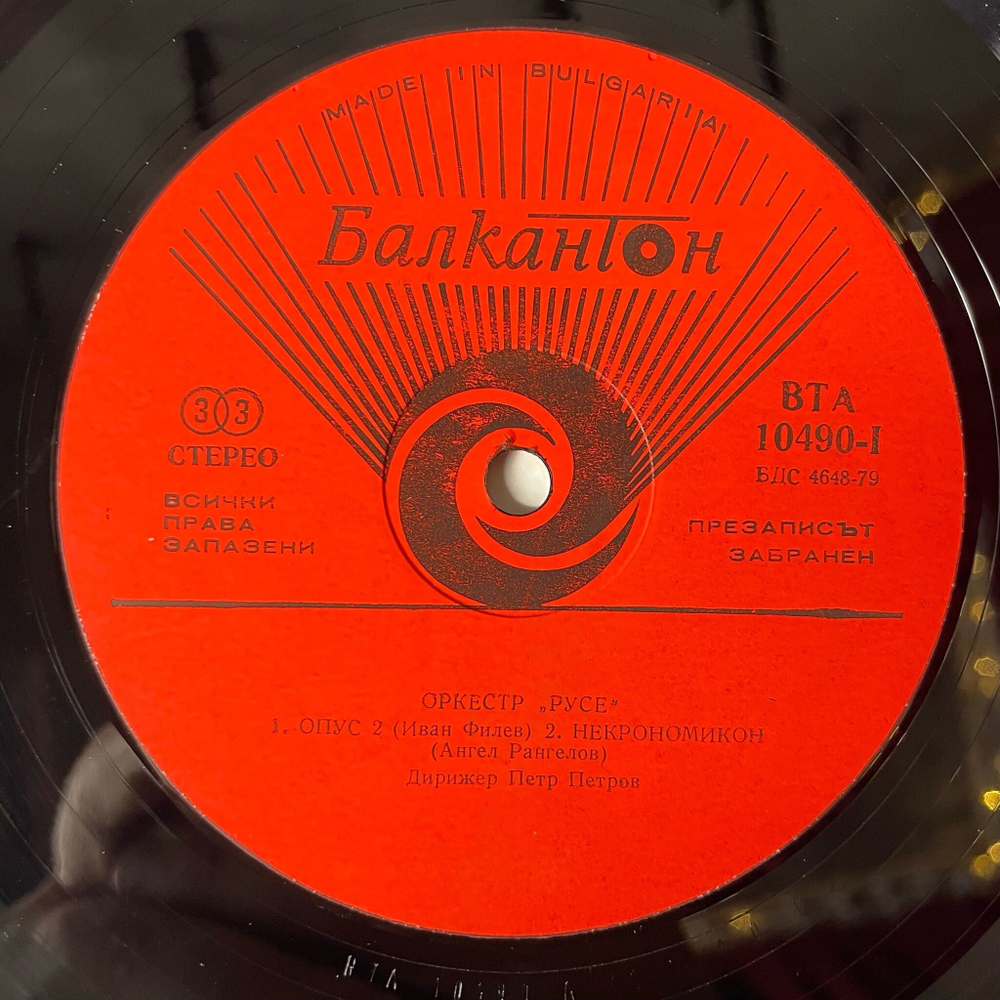 MADE IN BULGARIA
Балкантон
33
СТЕРЕО
ВСИЧКИ
ПРАВА
ЗАПАЗЕНИ
ВТА
10490-I
БДС 4648-79
ПРЕЗАПИСЪТ
ЗАБРАНЕН
ОРКЕСТР „РУСЕ”
1. ОПУС 2 (Иван Филев) 2. НЕКРОНОМИКОН
(Ангел Рангелов)
Дирижер Петр Петров
ВТА